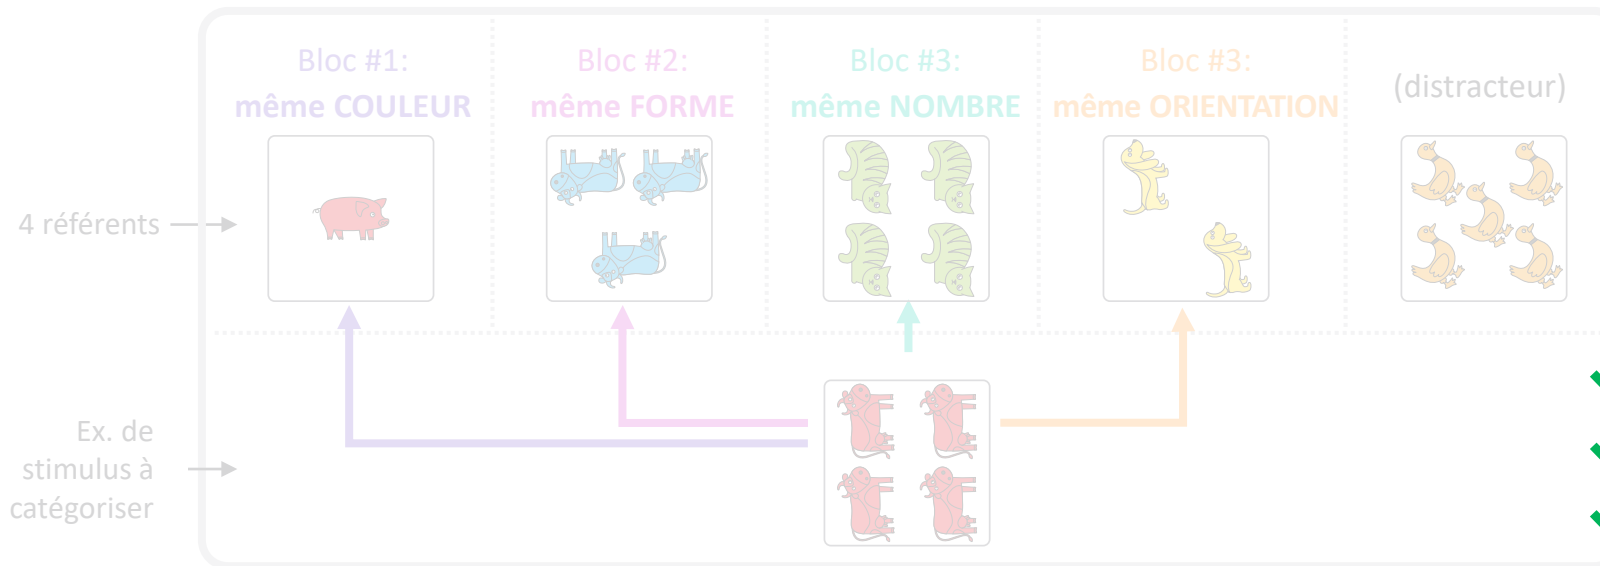 Bloc #1:
même COULEUR
Bloc #2:
même FORME
Bloc #3:
même NOMBRE
Bloc #3:
même ORIENTATION
(distracteur)
4 référents
Ex. de
stimulus à
catégoriser